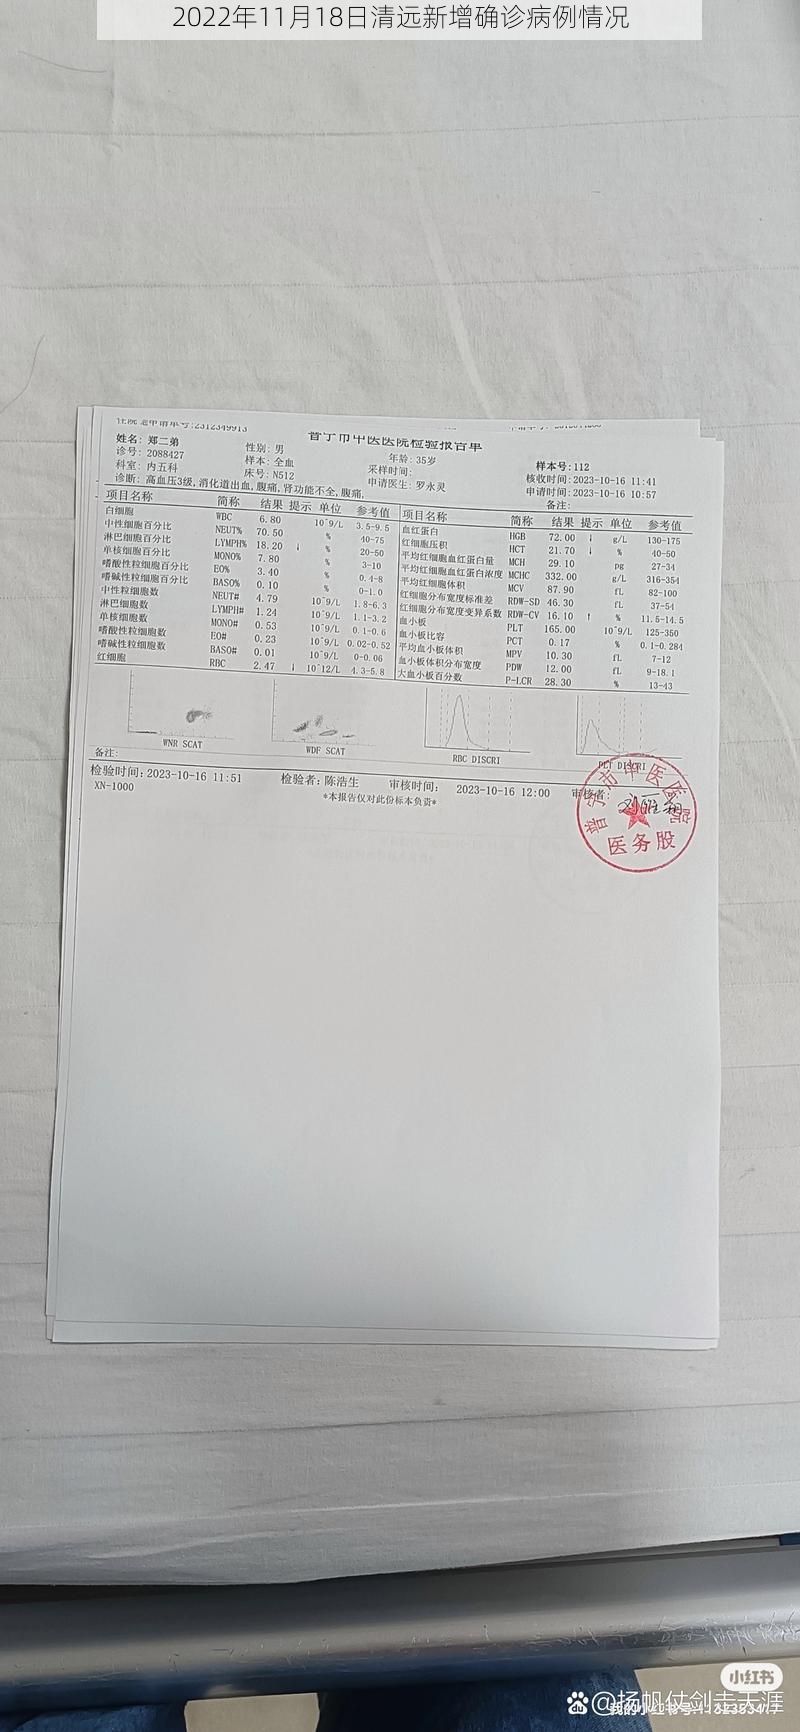 2022年11月18日清远新增确诊病例情况
住院 申请单号:2312349913
普宁市中医医院检验报告单
姓名: 郑二弟 性别: 男 年龄: 35岁 样本号: 112
诊号: 2088427 样本: 全血 采样时间: 核收时间: 2023-10-16 11:41
科室: 内五科 床号: N512 申请医生: 罗永灵 申请时间: 2023-10-16 10:57
诊断: 高血压3级, 消化道出血, 腹痛, 肾功能不全, 腹痛, 备注:
项目名称 简称 结果 提示 单位 参考值
白细胞 WBC 6.80 10^9/L 3.5-9.5
中性细胞百分比 NEUT% 70.50 % 40-75
淋巴细胞百分比 LYMPH% 18.20 ↓ % 20-50
单核细胞百分比 MONO% 7.80 % 3-10
嗜酸性粒细胞百分比 EO% 3.40 % 0.4-8
嗜碱性粒细胞百分比 BASO% 0.10 % 0-1.0
中性粒细胞数 NEUT# 4.79 10^9/L 1.8-6.3
淋巴细胞数 LYMPH# 1.24 10^9/L 1.1-3.2
单核细胞数 MONO# 0.53 10^9/L 0.1-0.6
嗜酸性粒细胞数 EO# 0.23 10^9/L 0.02-0.52
嗜碱性粒细胞数 BASO# 0.01 10^9/L 0-0.06
红细胞 RBC 2.47 ↓ 10^12/L 4.3-5.8
项目名称 简称 结果 提示 单位 参考值
血红蛋白 HGB 72.00 ↓ g/L 130-175
红细胞压积 HCT 21.70 ↓ % 40-50
平均红细胞血红蛋白量 MCH 29.10 pg 27-34
平均红细胞血红蛋白浓度 MCHC 332.00 g/L 316-354
平均红细胞体积 MCV 87.90 fL 82-100
红细胞分布宽度标准差 RDW-SD 46.30 fL 37-54
红细胞分布宽度变异系数 RDW-CV 16.10 ↑ % 11.5-14.5
血小板 PLT 165.00 10^9/L 125-350
血小板比容 PCT 0.17 % 0.1-0.284
平均血小板体积 MPV 10.30 fL 7-12
血小板体积分布宽度 PDW 12.00 fL 9-18.1
大血小板百分数 P-LCR 28.30 % 13-43
WNR SCAT WDF SCAT RBC DISCRI PLT DISCRI
备注:
检验时间: 2023-10-16 11:51 检验者: 陈浩生 审核时间: 2023-10-16 12:00 审核者:
XN-1000 *本报告仅对此份标本负责*
普宁市中医医院
医务股
小红书
@扬帆仗剑走天涯
我的小红书号: